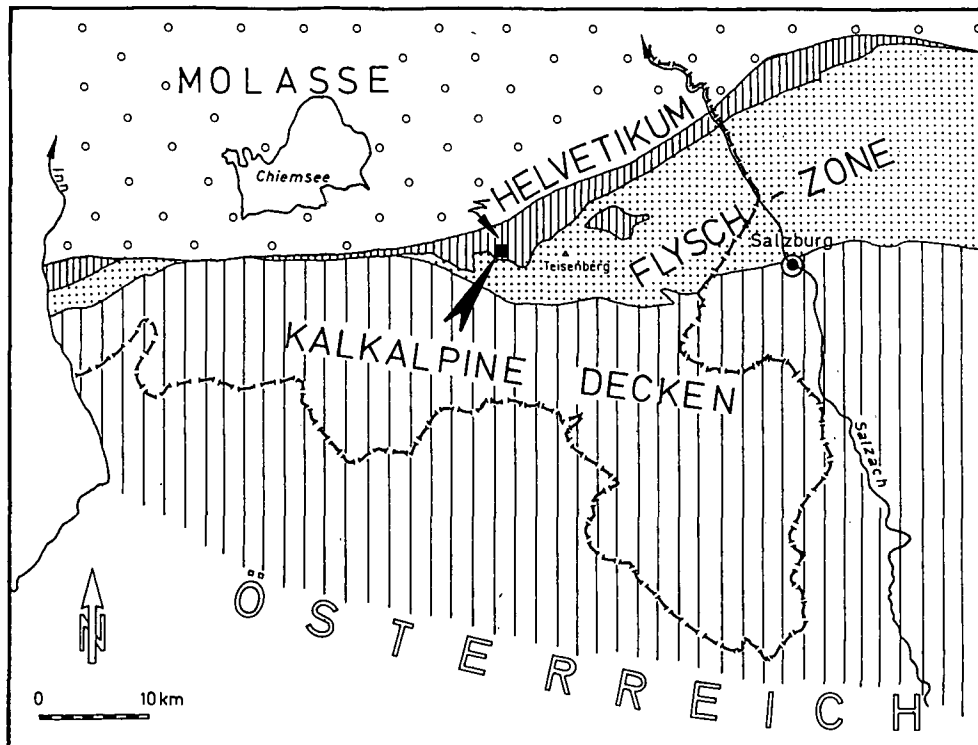 MOLASSE
Chiemsee
Inn
HELVETIKUM
FLYSCH-ZONE
Teisenberg
Salzburg
KALKALPINE DECKEN
Salzach
ÖSTERREICH
N
0 10 km